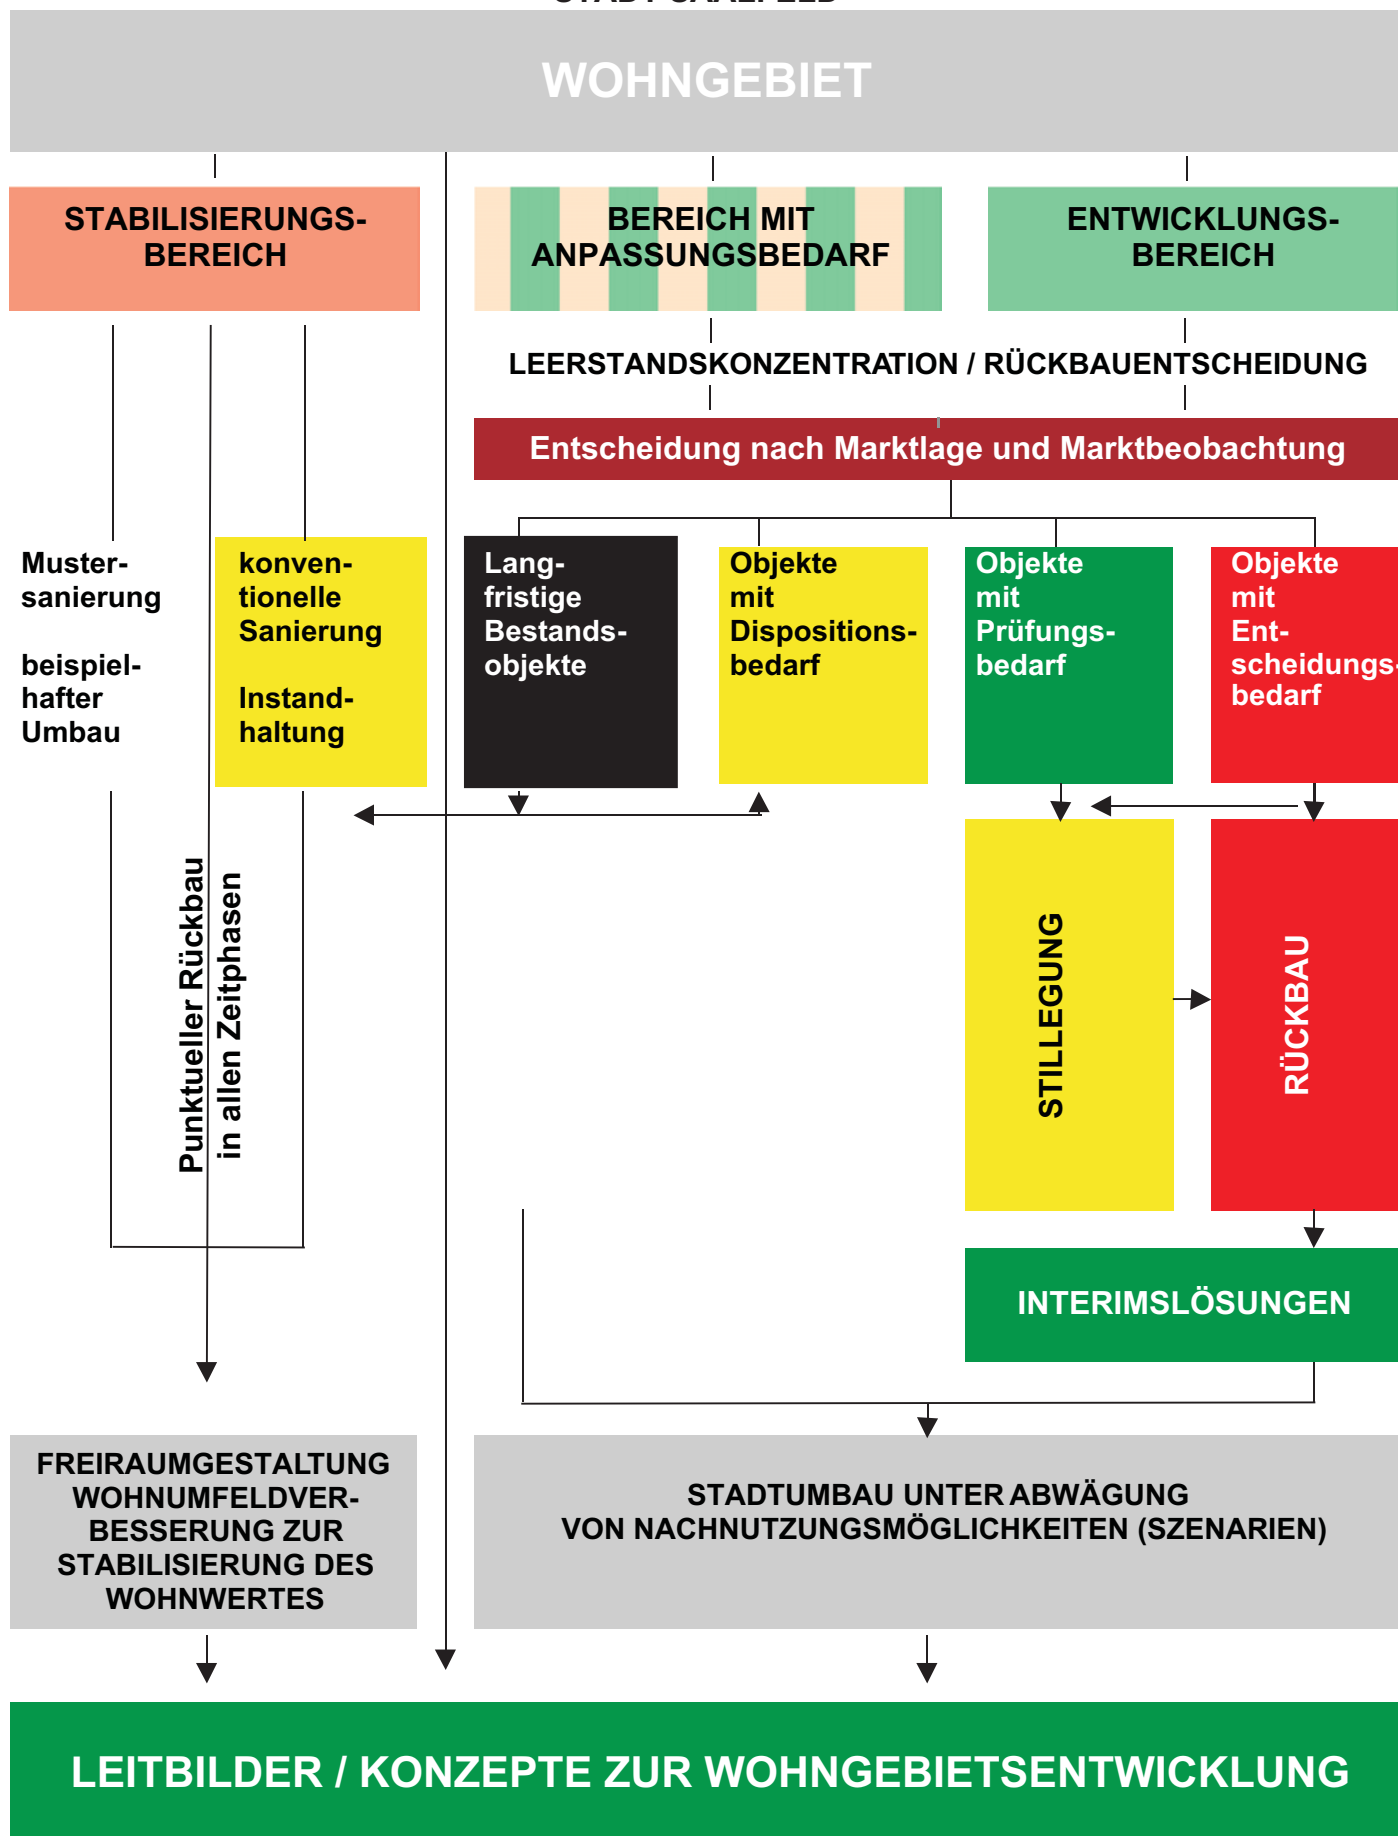 STADT SAALFELD
WOHNGEBIET
STABILISIERUNGS-
BEREICH
BEREICH MIT
ANPASSUNGSBEDARF
ENTWICKLUNGS-
BEREICH
LEERSTANDSKONZENTRATION / RÜCKBAUENTSCHEIDUNG
Entscheidung nach Marktlage und Marktbeobachtung
Muster-
sanierung
beispiel-
hafter
Umbau
konven-
tionelle
Sanierung
Instand-
haltung
Lang-
fristige
Bestands-
objekte
Objekte
mit
Dispositions-
bedarf
Objekte
mit
Prüfungs-
bedarf
Objekte
mit
Ent-
scheidungs-
bedarf
Punktueller Rückbau
in allen Zeitphasen
STILLEGUNG
RÜCKBAU
INTERIMSLÖSUNGEN
FREIRAUMGESTALTUNG
WOHNUMFELDVER-
BESSERUNG ZUR
STABILISIERUNG DES
WOHNWERTES
STADTUMBAU UNTER ABWÄGUNG
VON NACHNUTZUNGSMÖGLICHKEITEN (SZENARIEN)
LEITBILDER / KONZEPTE ZUR WOHNGEBIETSENTWICKLUNG